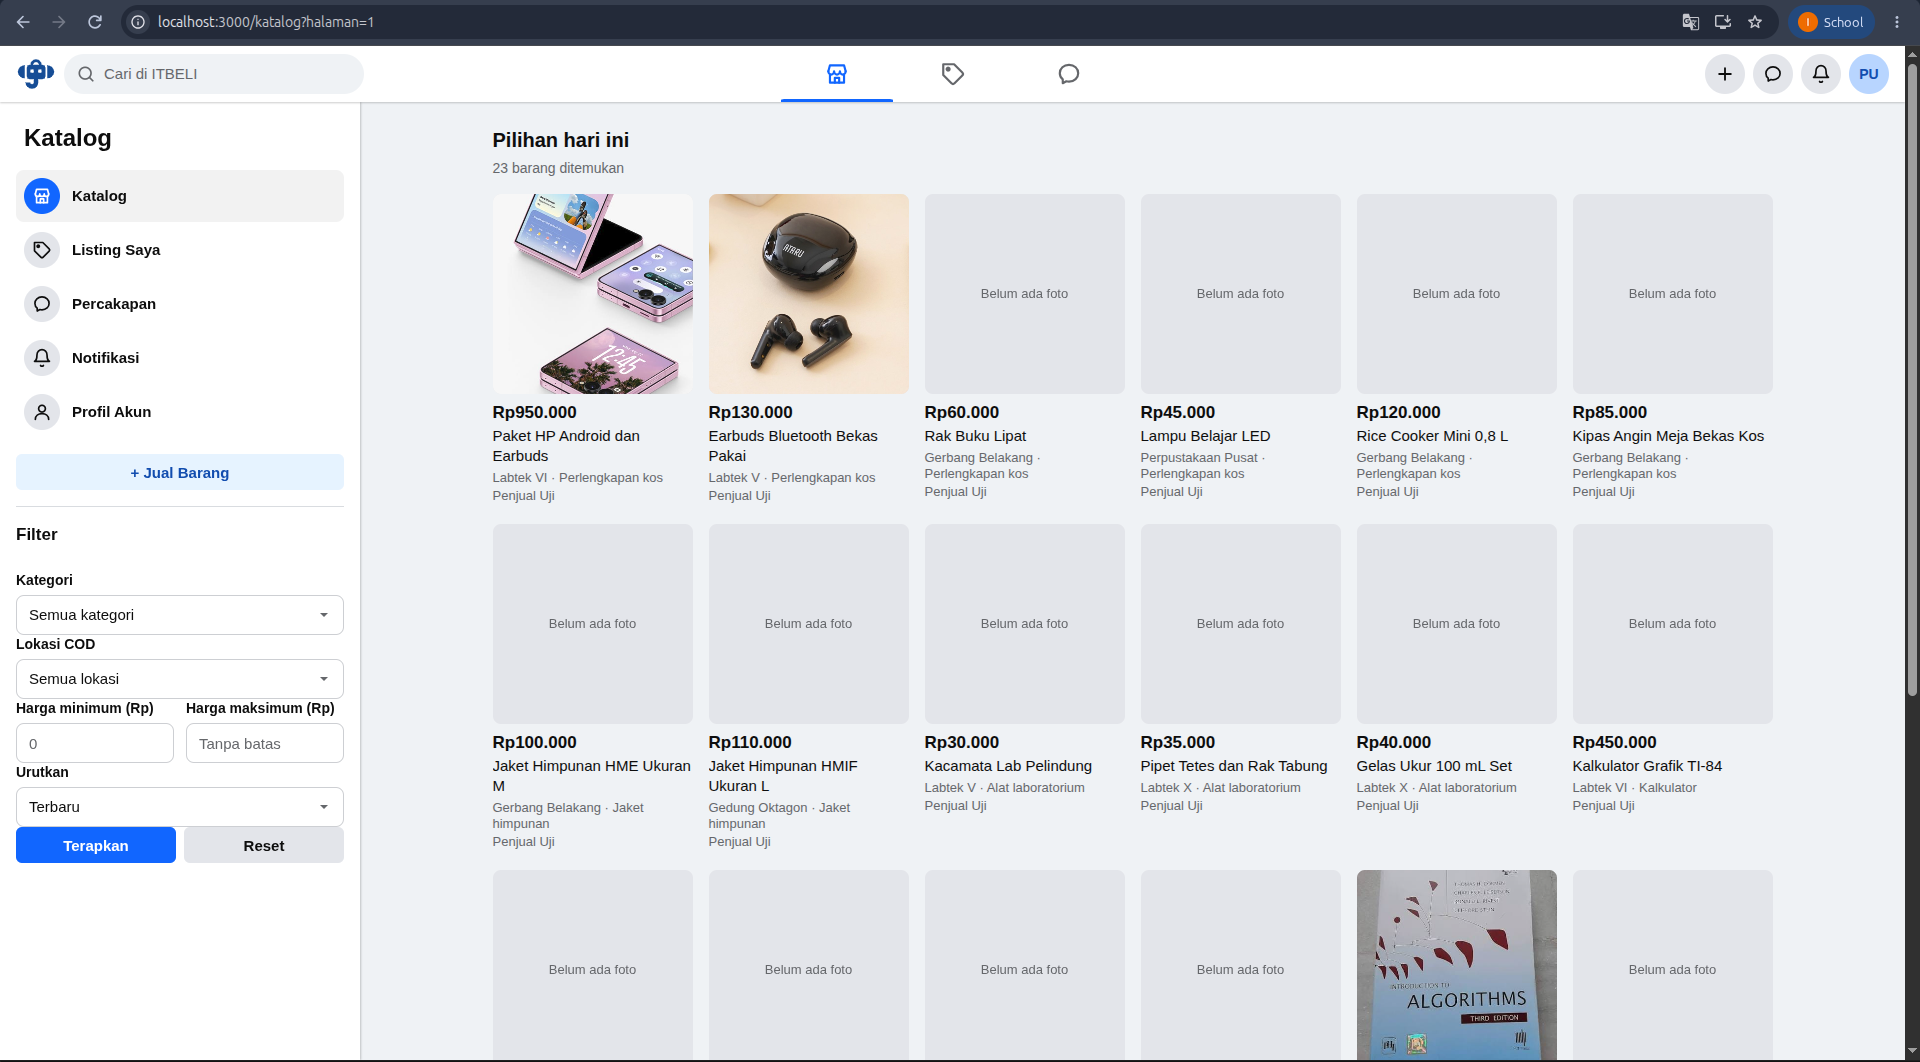 localhost:3000/katalog?halaman=1
School
Cari di ITBELI
PU
Katalog
Katalog
Listing Saya
Percakapan
Notifikasi
Profil Akun
+ Jual Barang
Filter
Kategori
Semua kategori
Lokasi COD
Semua lokasi
Harga minimum (Rp)
Harga maksimum (Rp)
0
Tanpa batas
Urutkan
Terbaru
Terapkan
Reset
Pilihan hari ini
23 barang ditemukan
12:45
Rp950.000
Paket HP Android dan
Earbuds
Labtek VI · Perlengkapan kos
Penjual Uji
ATARU
Rp130.000
Earbuds Bluetooth Bekas
Pakai
Labtek V · Perlengkapan kos
Penjual Uji
Belum ada foto
Rp60.000
Rak Buku Lipat
Gerbang Belakang ·
Perlengkapan kos
Penjual Uji
Belum ada foto
Rp45.000
Lampu Belajar LED
Perpustakaan Pusat ·
Perlengkapan kos
Penjual Uji
Belum ada foto
Rp120.000
Rice Cooker Mini 0,8 L
Gerbang Belakang ·
Perlengkapan kos
Penjual Uji
Belum ada foto
Rp85.000
Kipas Angin Meja Bekas Kos
Gerbang Belakang ·
Perlengkapan kos
Penjual Uji
Belum ada foto
Rp100.000
Jaket Himpunan HME Ukuran
M
Gerbang Belakang · Jaket
himpunan
Penjual Uji
Belum ada foto
Rp110.000
Jaket Himpunan HMIF
Ukuran L
Gedung Oktagon · Jaket
himpunan
Penjual Uji
Belum ada foto
Rp30.000
Kacamata Lab Pelindung
Labtek V · Alat laboratorium
Penjual Uji
Belum ada foto
Rp35.000
Pipet Tetes dan Rak Tabung
Labtek X · Alat laboratorium
Penjual Uji
Belum ada foto
Rp40.000
Gelas Ukur 100 mL Set
Labtek X · Alat laboratorium
Penjual Uji
Belum ada foto
Rp450.000
Kalkulator Grafik TI-84
Labtek VI · Kalkulator
Penjual Uji
Belum ada foto
Belum ada foto
Belum ada foto
Belum ada foto
INTRODUCTION TO
ALGORITHMS
THIRD EDITION
Belum ada foto